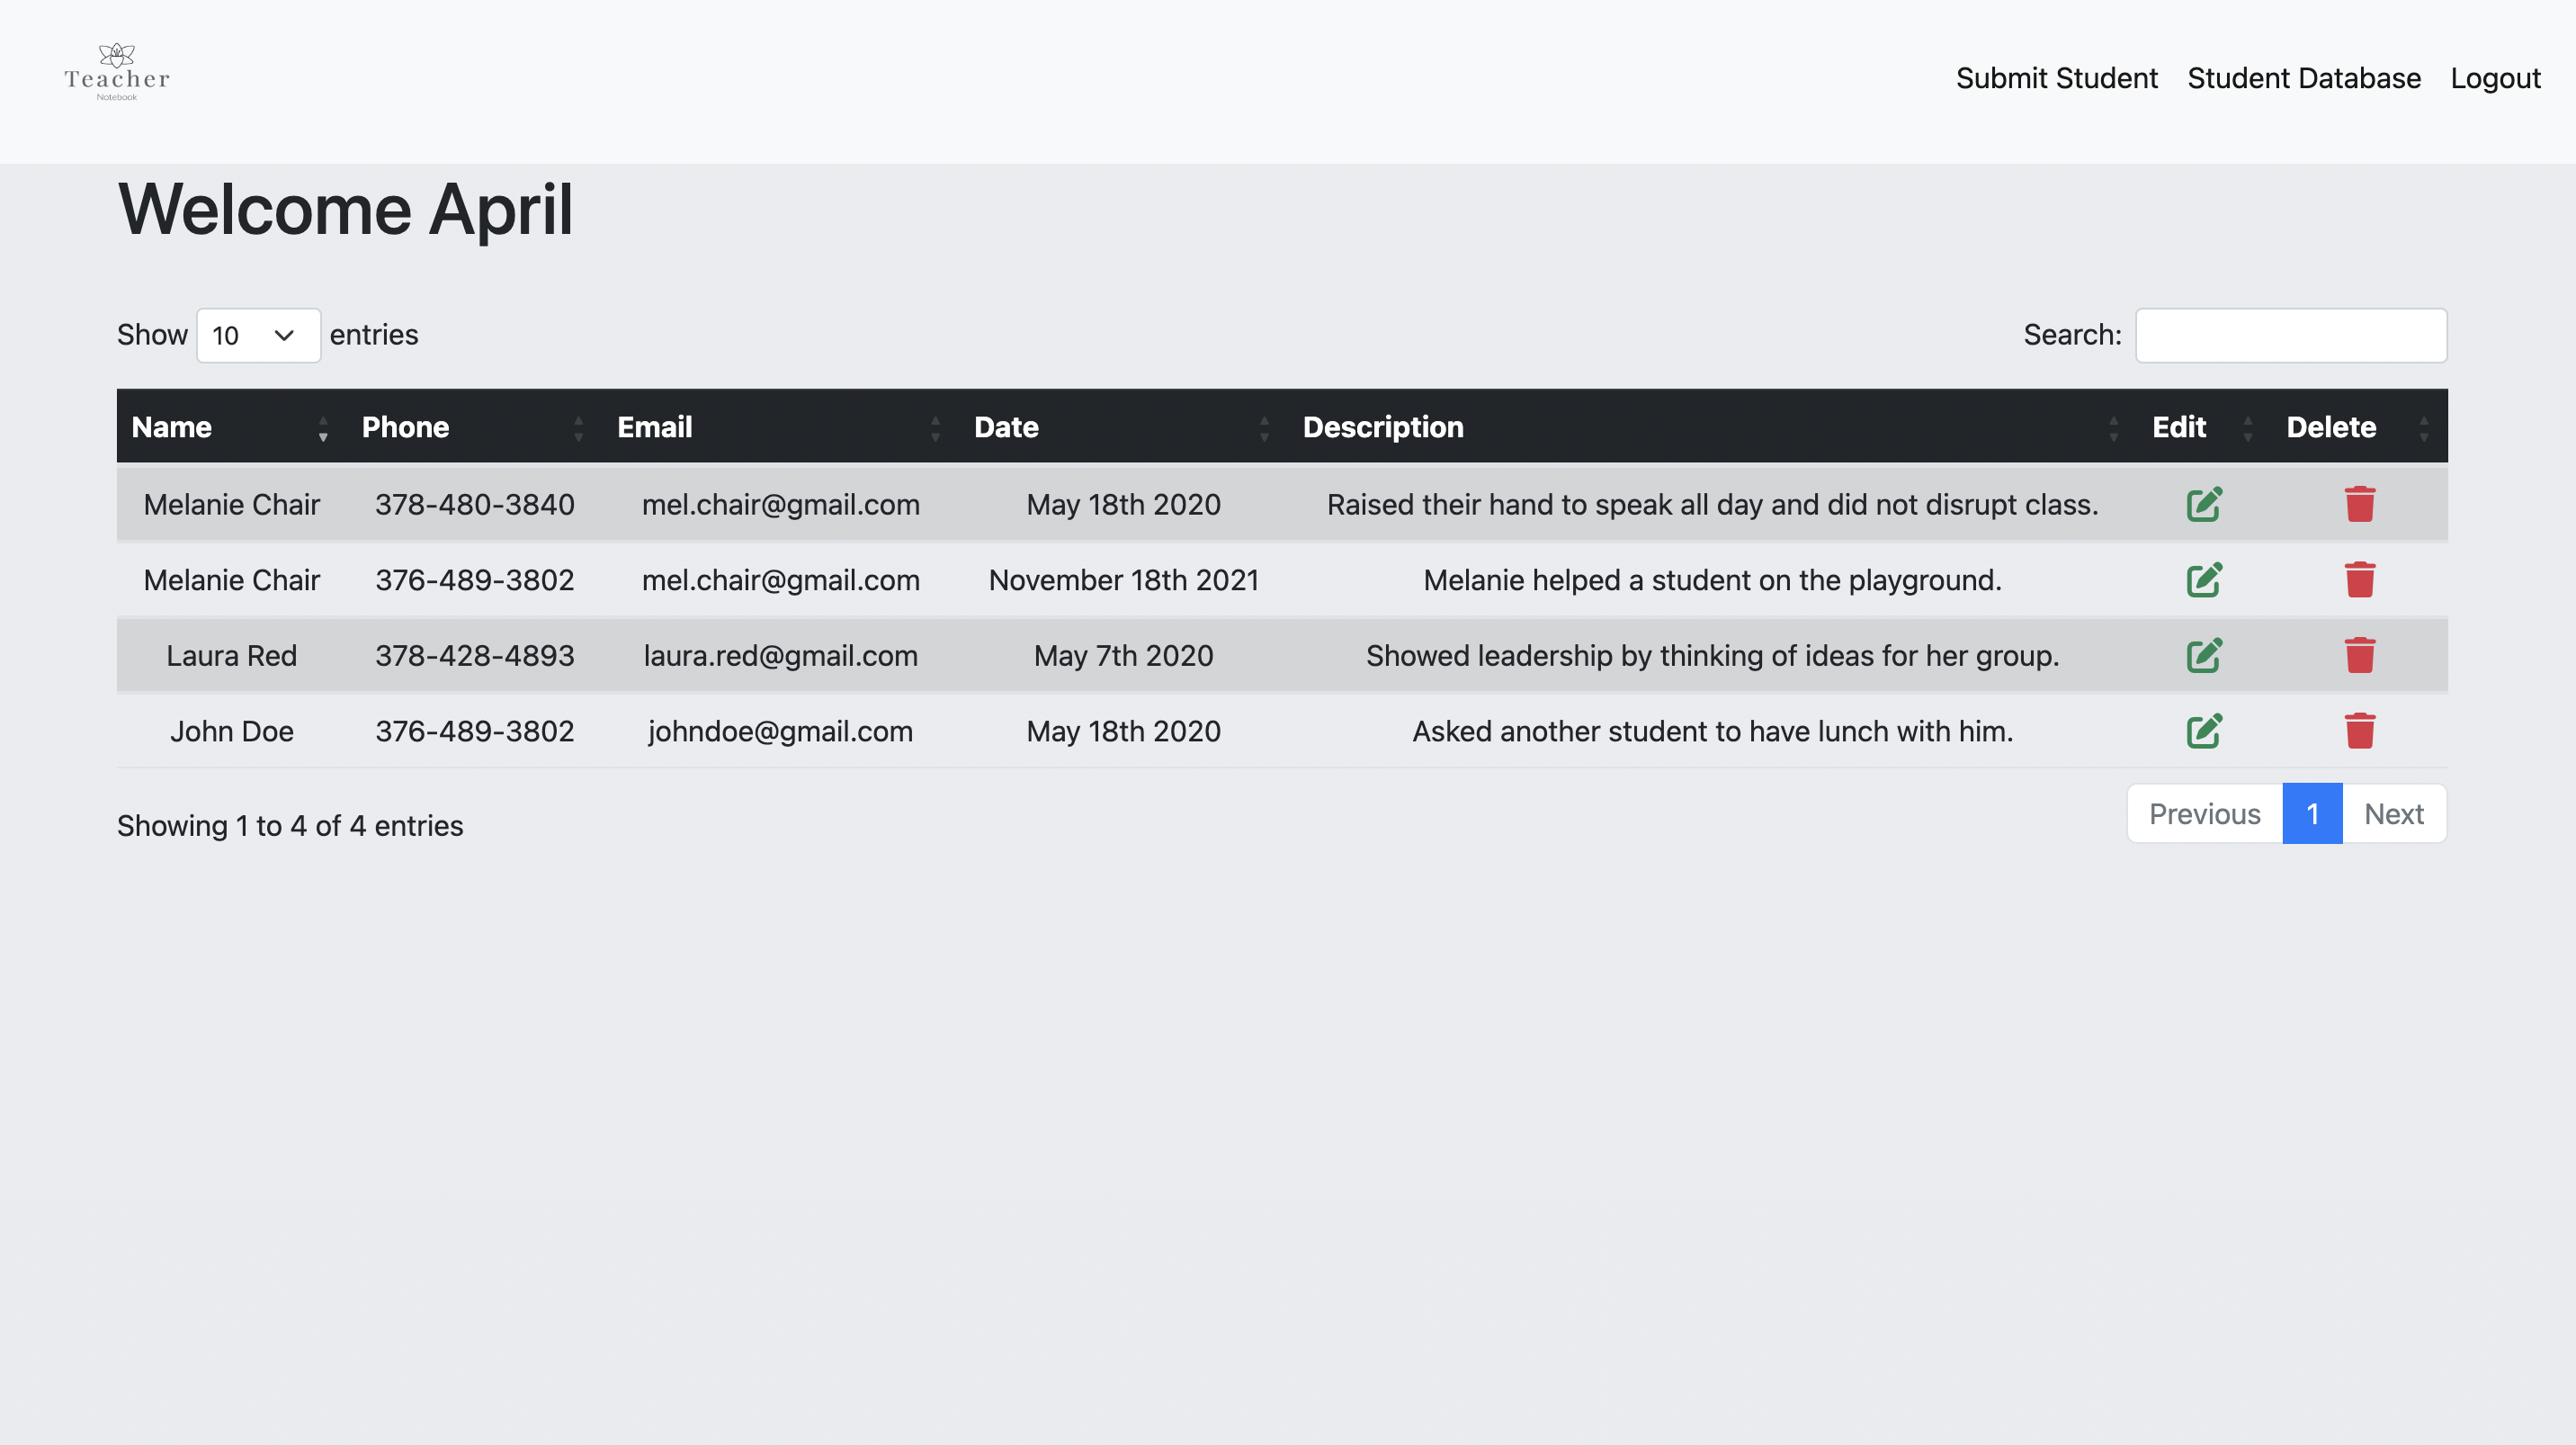 Teacher
Notebook
Submit Student Student Database Logout
Welcome April
Show 10 entries Search:
Name Phone Email Date Description Edit Delete
Melanie Chair 378-480-3840 mel.chair@gmail.com May 18th 2020 Raised their hand to speak all day and did not disrupt class.
Melanie Chair 376-489-3802 mel.chair@gmail.com November 18th 2021 Melanie helped a student on the playground.
Laura Red 378-428-4893 laura.red@gmail.com May 7th 2020 Showed leadership by thinking of ideas for her group.
John Doe 376-489-3802 johndoe@gmail.com May 18th 2020 Asked another student to have lunch with him.
Showing 1 to 4 of 4 entries Previous 1 Next